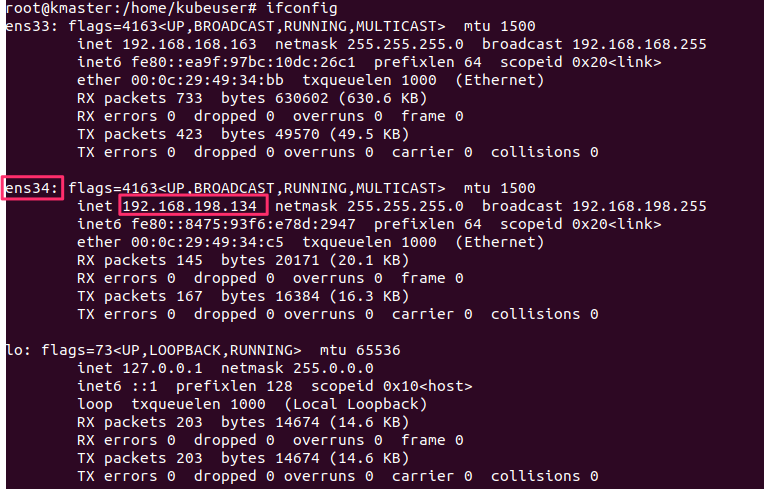 root@kmaster:/home/kubeuser# ifconfig
ens33: flags=4163<UP,BROADCAST,RUNNING,MULTICAST>  mtu 1500
        inet 192.168.168.163  netmask 255.255.255.0  broadcast 192.168.168.255
        inet6 fe80::ea9f:97bc:10dc:26c1  prefixlen 64  scopeid 0x20<link>
        ether 00:0c:29:49:34:bb  txqueuelen 1000  (Ethernet)
        RX packets 733  bytes 630602 (630.6 KB)
        RX errors 0  dropped 0  overruns 0  frame 0
        TX packets 423  bytes 49570 (49.5 KB)
        TX errors 0  dropped 0 overruns 0  carrier 0  collisions 0

ens34: flags=4163<UP,BROADCAST,RUNNING,MULTICAST>  mtu 1500
        inet 192.168.198.134  netmask 255.255.255.0  broadcast 192.168.198.255
        inet6 fe80::8475:93f6:e78d:2947  prefixlen 64  scopeid 0x20<link>
        ether 00:0c:29:49:34:c5  txqueuelen 1000  (Ethernet)
        RX packets 145  bytes 20171 (20.1 KB)
        RX errors 0  dropped 0  overruns 0  frame 0
        TX packets 167  bytes 16384 (16.3 KB)
        TX errors 0  dropped 0 overruns 0  carrier 0  collisions 0

lo: flags=73<UP,LOOPBACK,RUNNING>  mtu 65536
        inet 127.0.0.1  netmask 255.0.0.0
        inet6 ::1  prefixlen 128  scopeid 0x10<host>
        loop  txqueuelen 1000  (Local Loopback)
        RX packets 203  bytes 14674 (14.6 KB)
        RX errors 0  dropped 0  overruns 0  frame 0
        TX packets 203  bytes 14674 (14.6 KB)
        TX errors 0  dropped 0 overruns 0  carrier 0  collisions 0